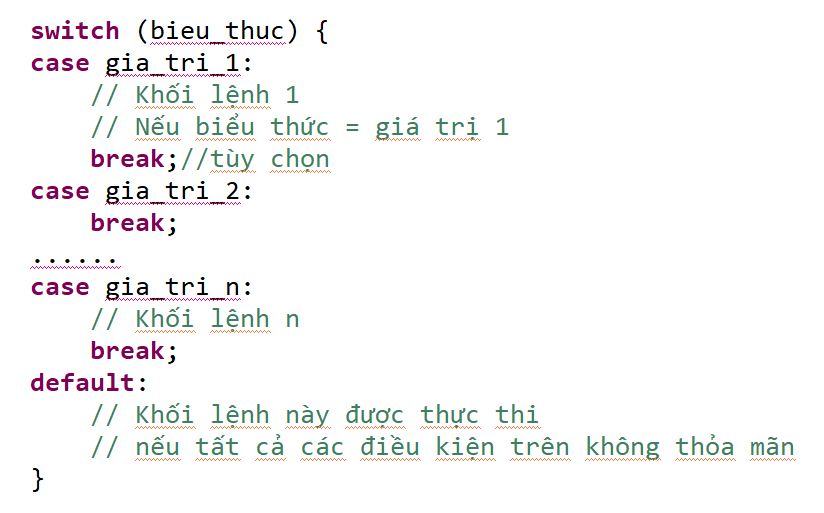 switch (bieu_thuc) {
case gia_tri_1:
// Khối lệnh 1
// Nếu biểu thức = giá trị 1
break;//tùy chọn
case gia_tri_2:
break;
......
case gia_tri_n:
// Khối lệnh n
break;
default:
// Khối lệnh này được thực thi
// nếu tất cả các điều kiện trên không thỏa mãn
}